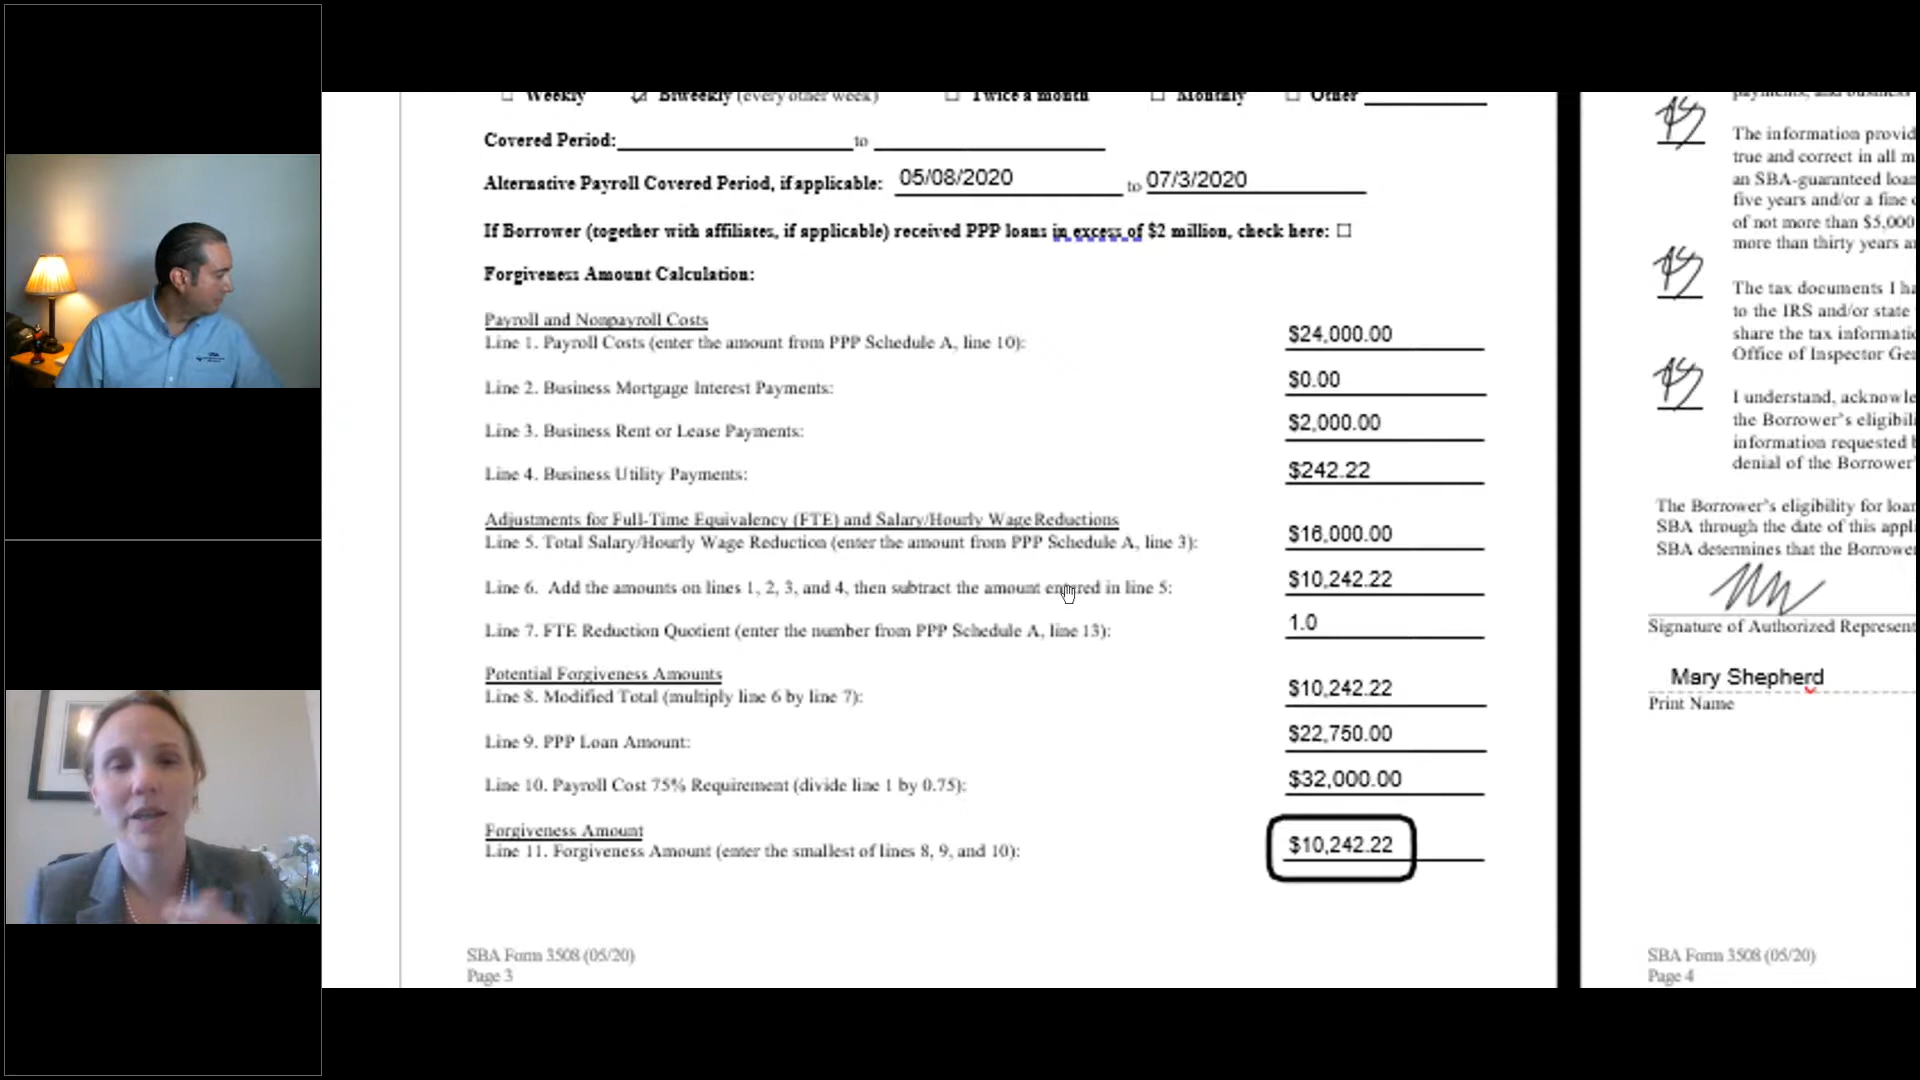 ☐ Weekly ☑ Biweekly (every other week) ☐ Twice a month ☐ Monthly ☐ Other
Covered Period: to
Alternative Payroll Covered Period, if applicable: 05/08/2020 to 07/3/2020
If Borrower (together with affiliates, if applicable) received PPP loans in excess of $2 million, check here: ☐
Forgiveness Amount Calculation:
Payroll and Nonpayroll Costs
Line 1. Payroll Costs (enter the amount from PPP Schedule A, line 10): $24,000.00
Line 2. Business Mortgage Interest Payments: $0.00
Line 3. Business Rent or Lease Payments: $2,000.00
Line 4. Business Utility Payments: $242.22
Adjustments for Full-Time Equivalency (FTE) and Salary/Hourly Wage Reductions
Line 5. Total Salary/Hourly Wage Reduction (enter the amount from PPP Schedule A, line 3): $16,000.00
Line 6. Add the amounts on lines 1, 2, 3, and 4, then subtract the amount entered in line 5: $10,242.22
Line 7. FTE Reduction Quotient (enter the number from PPP Schedule A, line 13): 1.0
Potential Forgiveness Amounts
Line 8. Modified Total (multiply line 6 by line 7): $10,242.22
Line 9. PPP Loan Amount: $22,750.00
Line 10. Payroll Cost 75% Requirement (divide line 1 by 0.75): $32,000.00
Forgiveness Amount
Line 11. Forgiveness Amount (enter the smallest of lines 8, 9, and 10): $10,242.22
SBA Form 3508 (05/20)
Page 3
The information provid
true and correct in all m
an SBA-guaranteed loan
five years and/or a fine o
of not more than $5,000
more than thirty years a
The tax documents I ha
to the IRS and/or state
share the tax informatio
Office of Inspector Ge
I understand, acknowle
the Borrower's eligibili
information requested
denial of the Borrower'
The Borrower's eligibility for loan
SBA through the date of this appl
SBA determines that the Borrowe
Signature of Authorized Represent
Mary Shepherd
Print Name
SBA Form 3508 (05/20)
Page 4